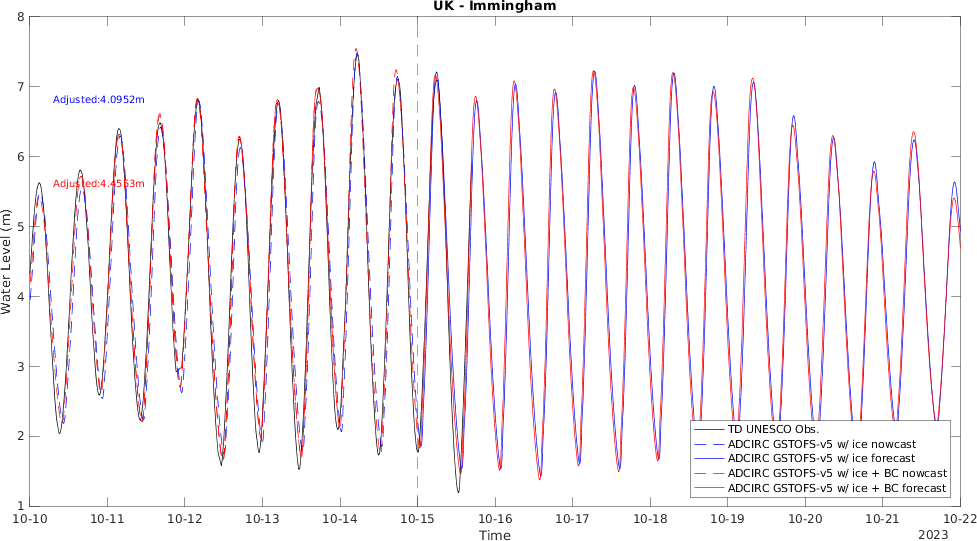 UK - Immingham
8
7
6
5
4
3
2
1
Water Level (m)
Adjusted:4.0952m
Adjusted:4.4553m
TD UNESCO Obs.
ADCIRC GSTOFS-v5 w/ ice nowcast
ADCIRC GSTOFS-v5 w/ ice forecast
ADCIRC GSTOFS-v5 w/ ice + BC nowcast
ADCIRC GSTOFS-v5 w/ ice + BC forecast
10-10 10-11 10-12 10-13 10-14 10-15 10-16 10-17 10-18 10-19 10-20 10-21 10-22
Time
2023